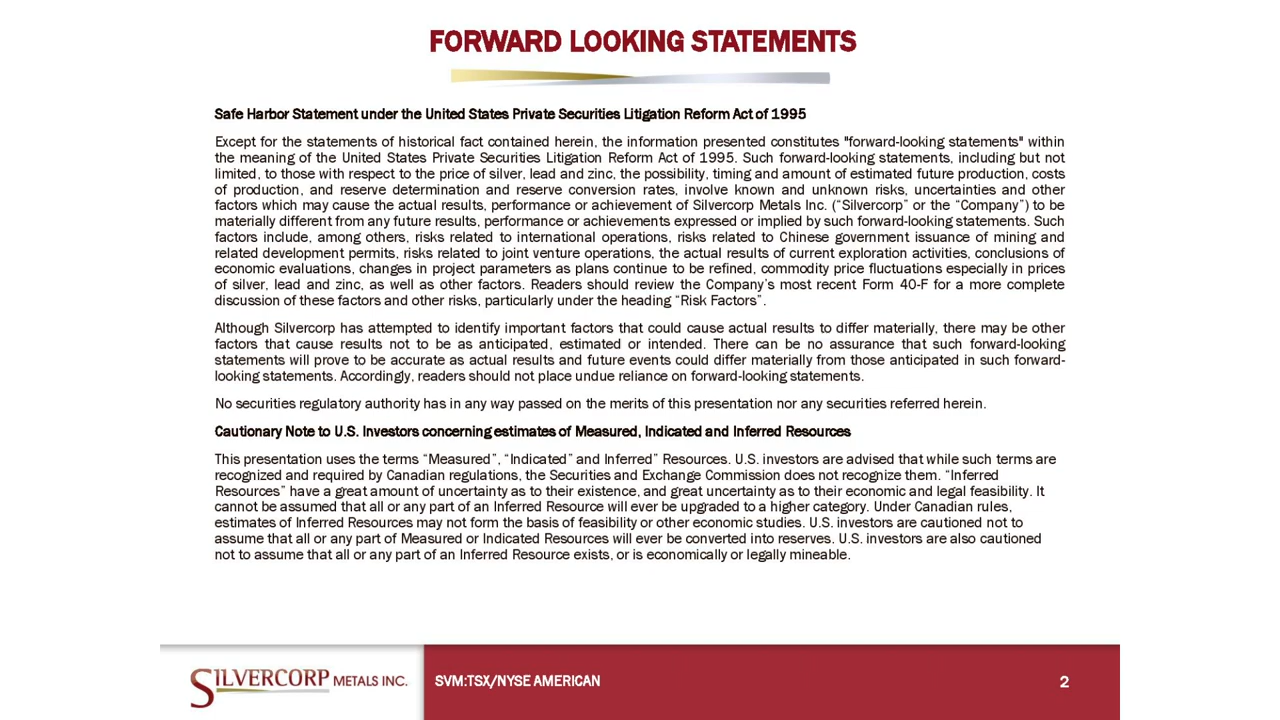 FORWARD LOOKING STATEMENTS
Safe Harbor Statement under the United States Private Securities Litigation Reform Act of 1995
Except for the statements of historical fact contained herein, the information presented constitutes "forward-looking statements" within
the meaning of the United States Private Securities Litigation Reform Act of 1995. Such forward-looking statements, including but not
limited, to those with respect to the price of silver, lead and zinc, the possibility, timing and amount of estimated future production, costs
of production, and reserve determination and reserve conversion rates, involve known and unknown risks, uncertainties and other
factors which may cause the actual results, performance or achievement of Silvercorp Metals Inc. (“Silvercorp” or the “Company”) to be
materially different from any future results, performance or achievements expressed or implied by such forward-looking statements. Such
factors include, among others, risks related to international operations, risks related to Chinese government issuance of mining and
related development permits, risks related to joint venture operations, the actual results of current exploration activities, conclusions of
economic evaluations, changes in project parameters as plans continue to be refined, commodity price fluctuations especially in prices
of silver, lead and zinc, as well as other factors. Readers should review the Company’s most recent Form 40-F for a more complete
discussion of these factors and other risks, particularly under the heading “Risk Factors”.
Although Silvercorp has attempted to identify important factors that could cause actual results to differ materially, there may be other
factors that cause results not to be as anticipated, estimated or intended. There can be no assurance that such forward-looking
statements will prove to be accurate as actual results and future events could differ materially from those anticipated in such forward-
looking statements. Accordingly, readers should not place undue reliance on forward-looking statements.
No securities regulatory authority has in any way passed on the merits of this presentation nor any securities referred herein.
Cautionary Note to U.S. Investors concerning estimates of Measured, Indicated and Inferred Resources
This presentation uses the terms “Measured”, “Indicated” and Inferred” Resources. U.S. investors are advised that while such terms are
recognized and required by Canadian regulations, the Securities and Exchange Commission does not recognize them. “Inferred
Resources” have a great amount of uncertainty as to their existence, and great uncertainty as to their economic and legal feasibility. It
cannot be assumed that all or any part of an Inferred Resource will ever be upgraded to a higher category. Under Canadian rules,
estimates of Inferred Resources may not form the basis of feasibility or other economic studies. U.S. investors are cautioned not to
assume that all or any part of Measured or Indicated Resources will ever be converted into reserves. U.S. investors are also cautioned
not to assume that all or any part of an Inferred Resource exists, or is economically or legally mineable.
SILVERCORP METALS INC.
SVM:TSX/NYSE AMERICAN
2